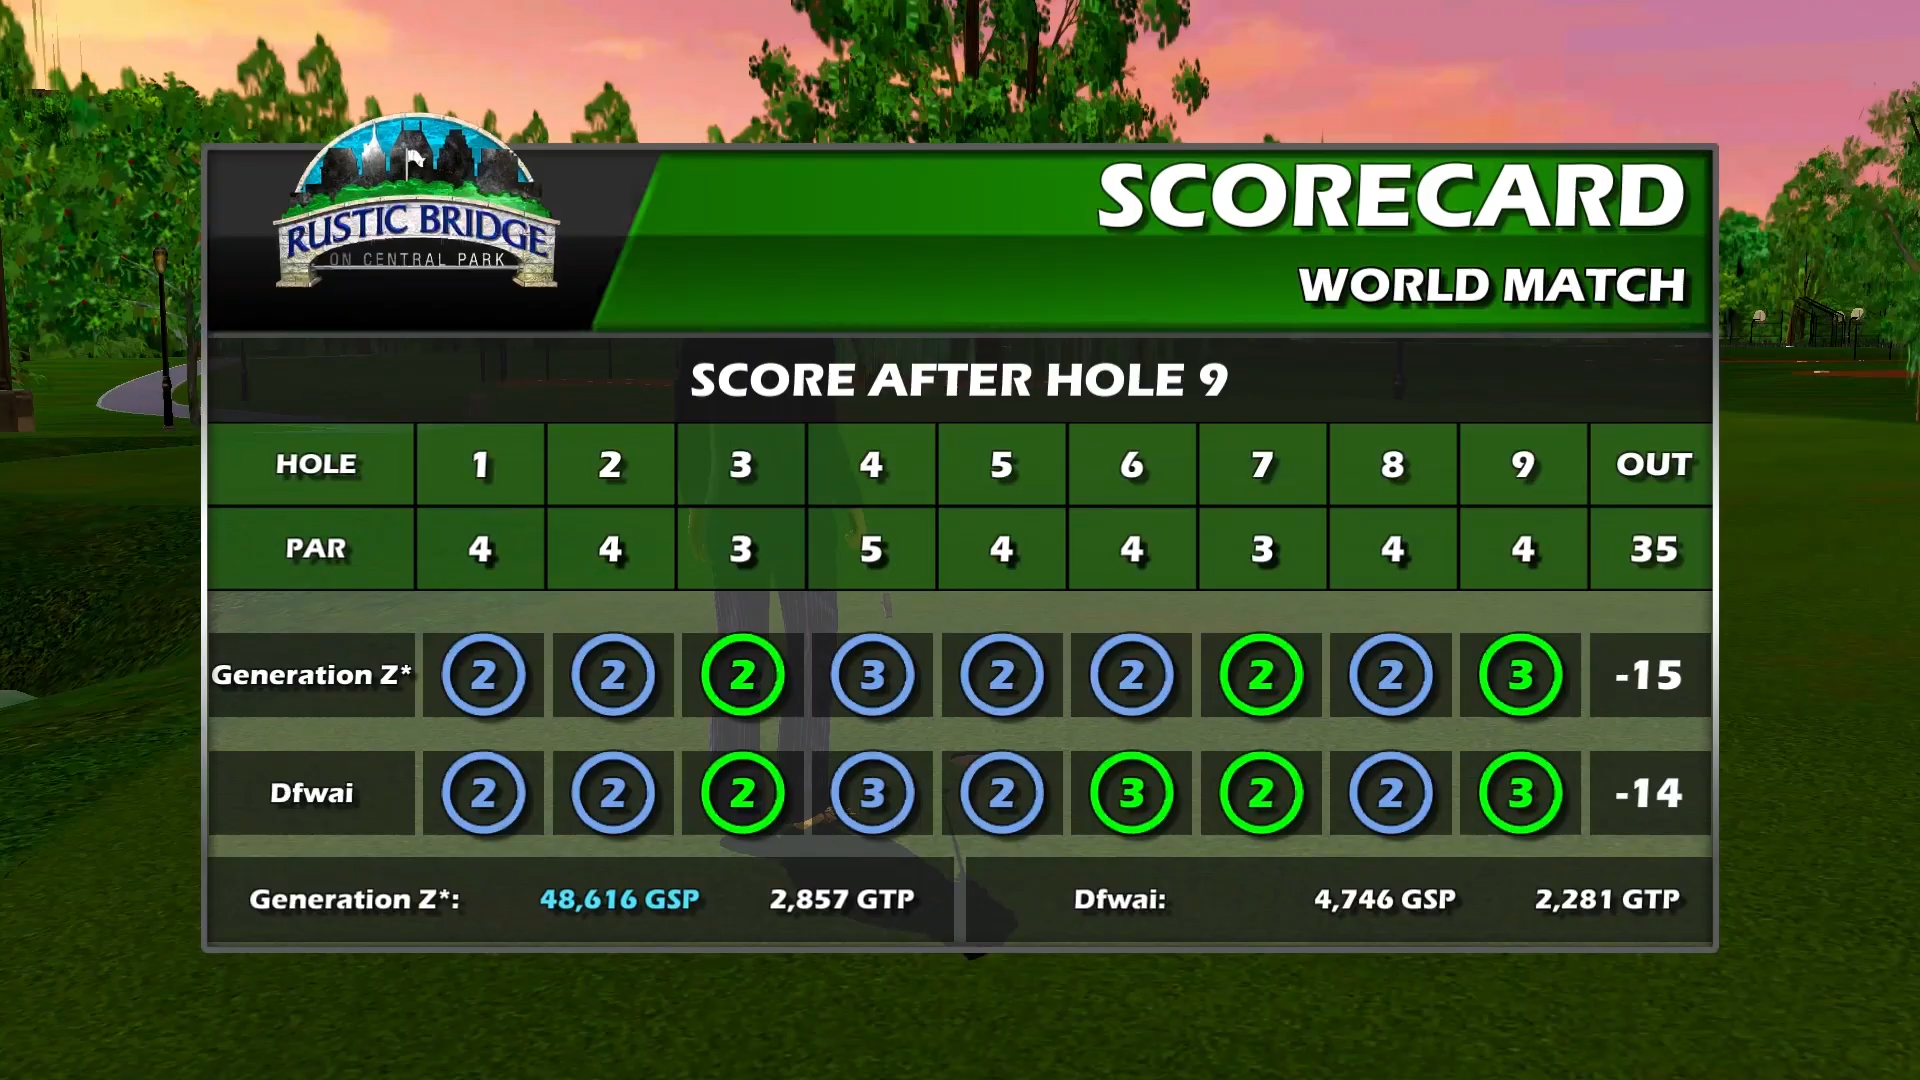 RUSTIC BRIDGE
ON CENTRAL PARK
SCORECARD
WORLD MATCH
SCORE AFTER HOLE 9
HOLE 1 2 3 4 5 6 7 8 9 OUT
PAR 4 4 3 5 4 4 3 4 4 35
Generation Z* 2 2 2 3 2 2 2 2 3 -15
Dfwai 2 2 2 3 2 3 2 2 3 -14
Generation Z*: 48,616 GSP 2,857 GTP Dfwai: 4,746 GSP 2,281 GTP